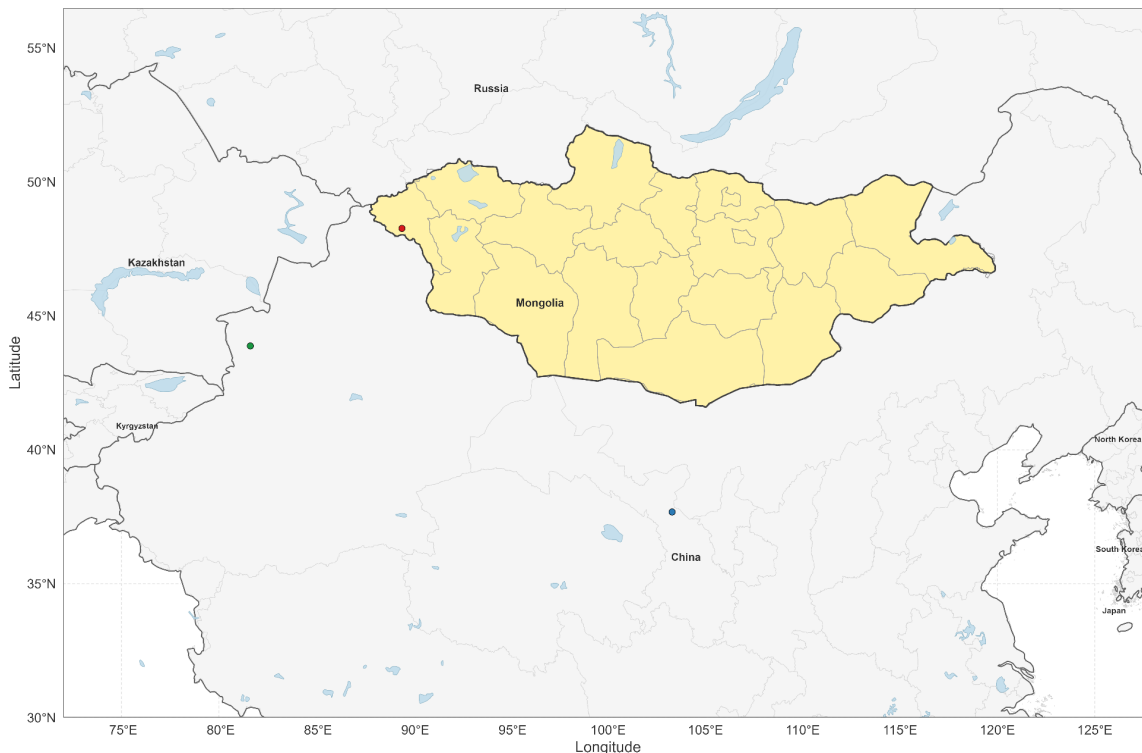 55°N
Russia
50°N
Kazakhstan
Mongolia
45°N
Latitude
Kyrgyzstan
North Korea
40°N
South Korea
China
35°N
Japan
30°N
75°E 80°E 85°E 90°E 95°E 100°E 105°E 110°E 115°E 120°E 125°E
Longitude